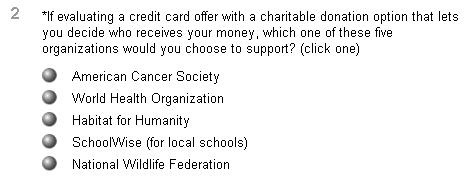 2 *If evaluating a credit card offer with a charitable donation option that lets
you decide who receives your money, which one of these five
organizations would you choose to support? (click one)
American Cancer Society
World Health Organization
Habitat for Humanity
SchoolWise (for local schools)
National Wildlife Federation